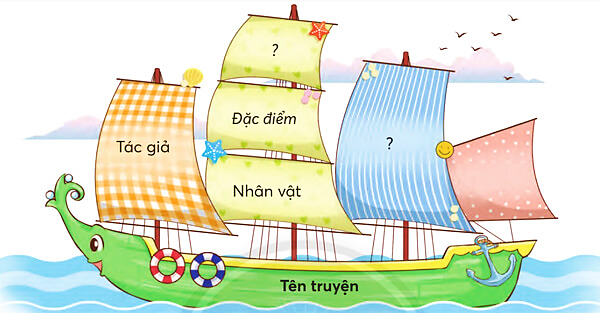 ?
Đặc điểm
Tác giả
?
Nhân vật
Tên truyện